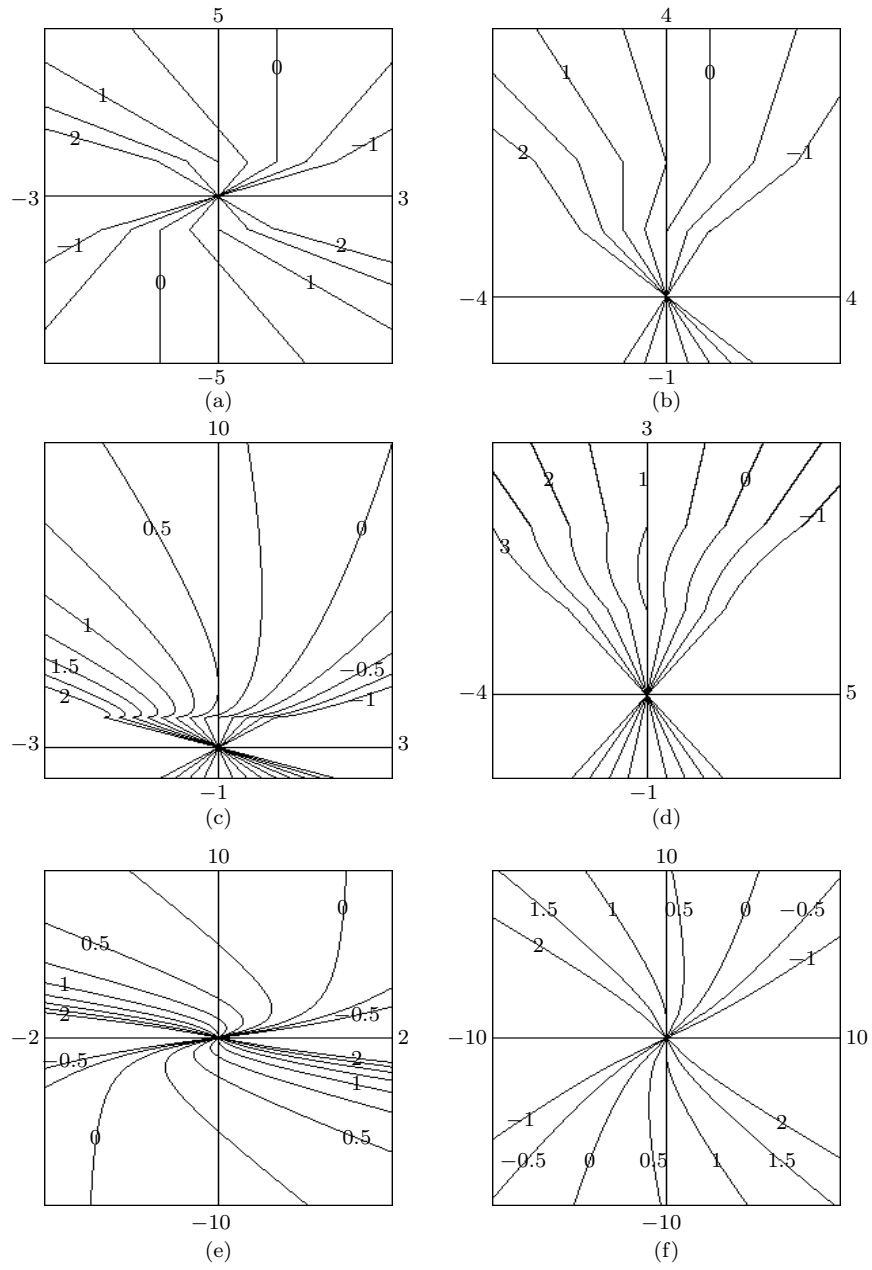 5 4
0 0
1 1
2 −1 2 −1
−3 3
−1 2
0 1 −4 4
−5 −1
(a) (b)
10 3
0.5 0 2 1 0
−1
3
1
1.5 −0.5
2 −1 −4 5
−3 3
−1 −1
(c) (d)
10 10
0 1.5 1 0.5 0 −0.5
0.5 2
1 −1
2 −0.5
−2 2 −10 10
−0.5 2
1
−1 2
0 0.5 −0.5 0 0.5 1 1.5
−10 −10
(e) (f)